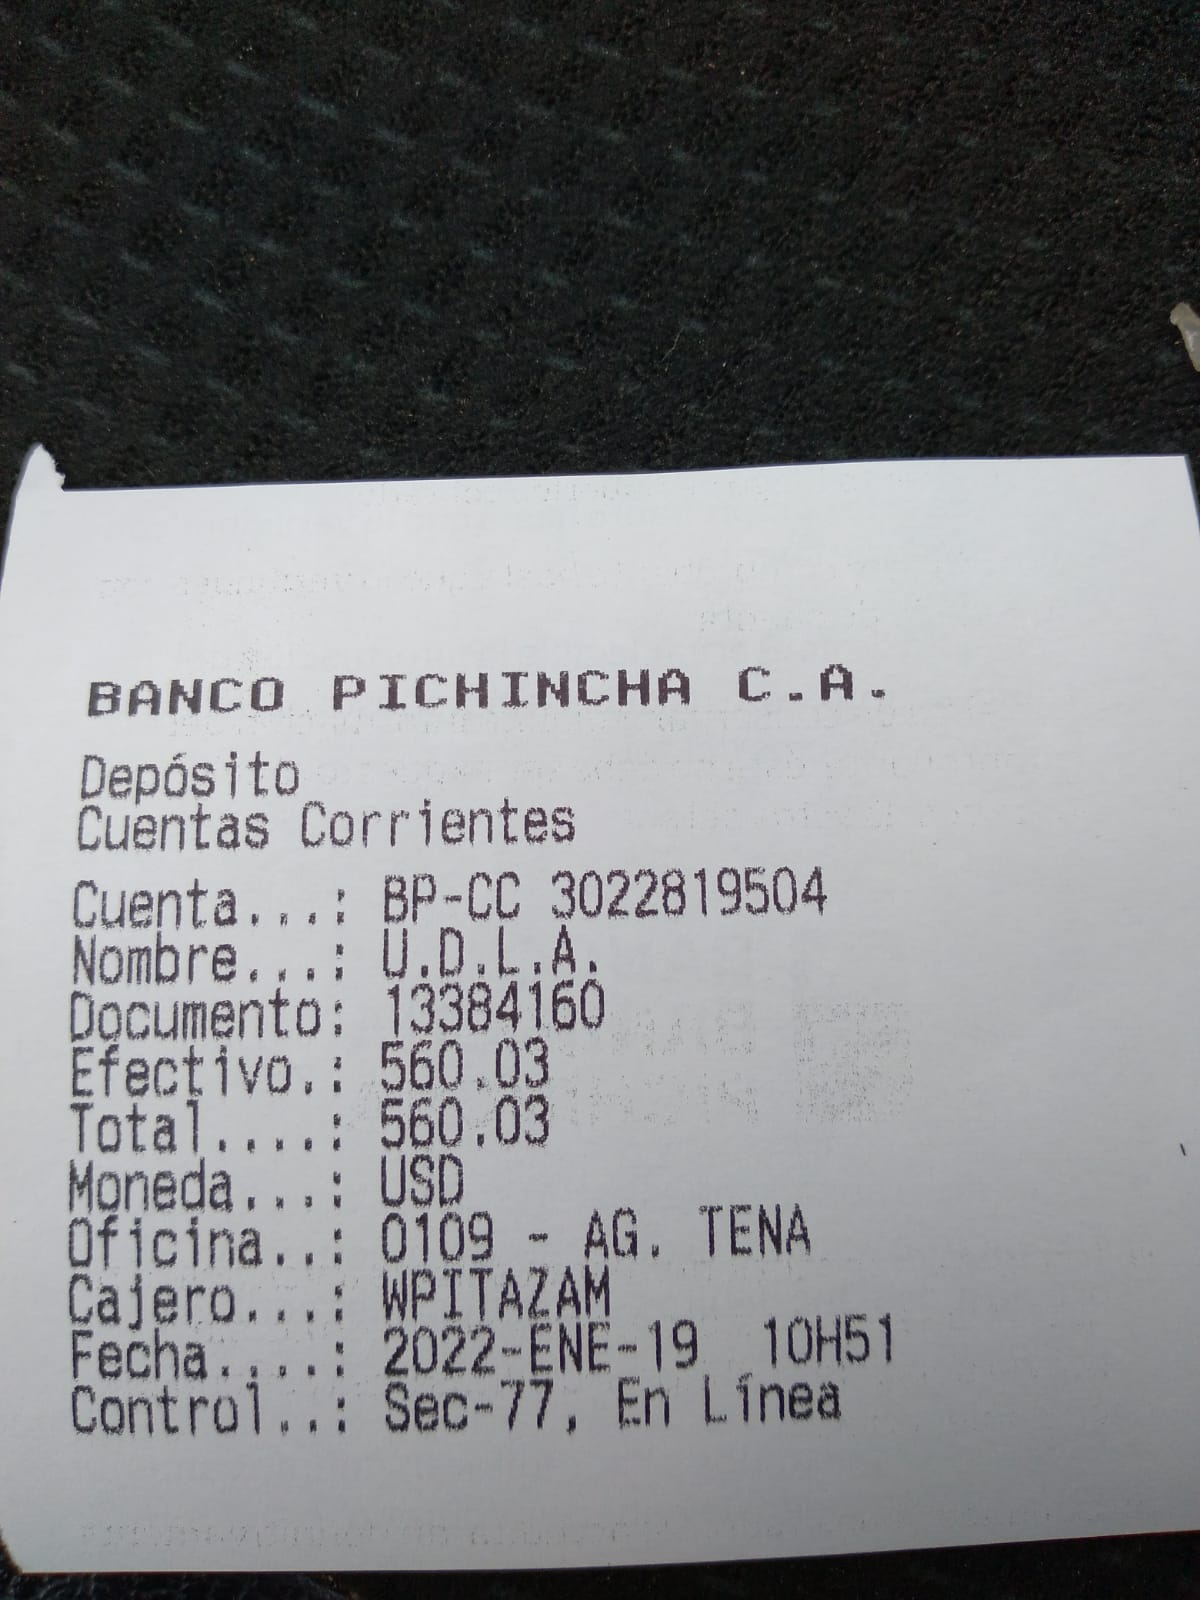 BANCO PICHINCHA C.A.
Depósito
Cuentas Corrientes
Cuenta...: BP-CC 3022819504
Nombre...: U.D.L.A.
Documento: 13384160
Efectivo.: 560.03
Total....: 560.03
Moneda...: USD
Oficina..: 0109 - AG. TENA
Cajero...: WPITAZAM
Fecha....: 2022-ENE-19 10H51
Control..: Sec-77, En Línea